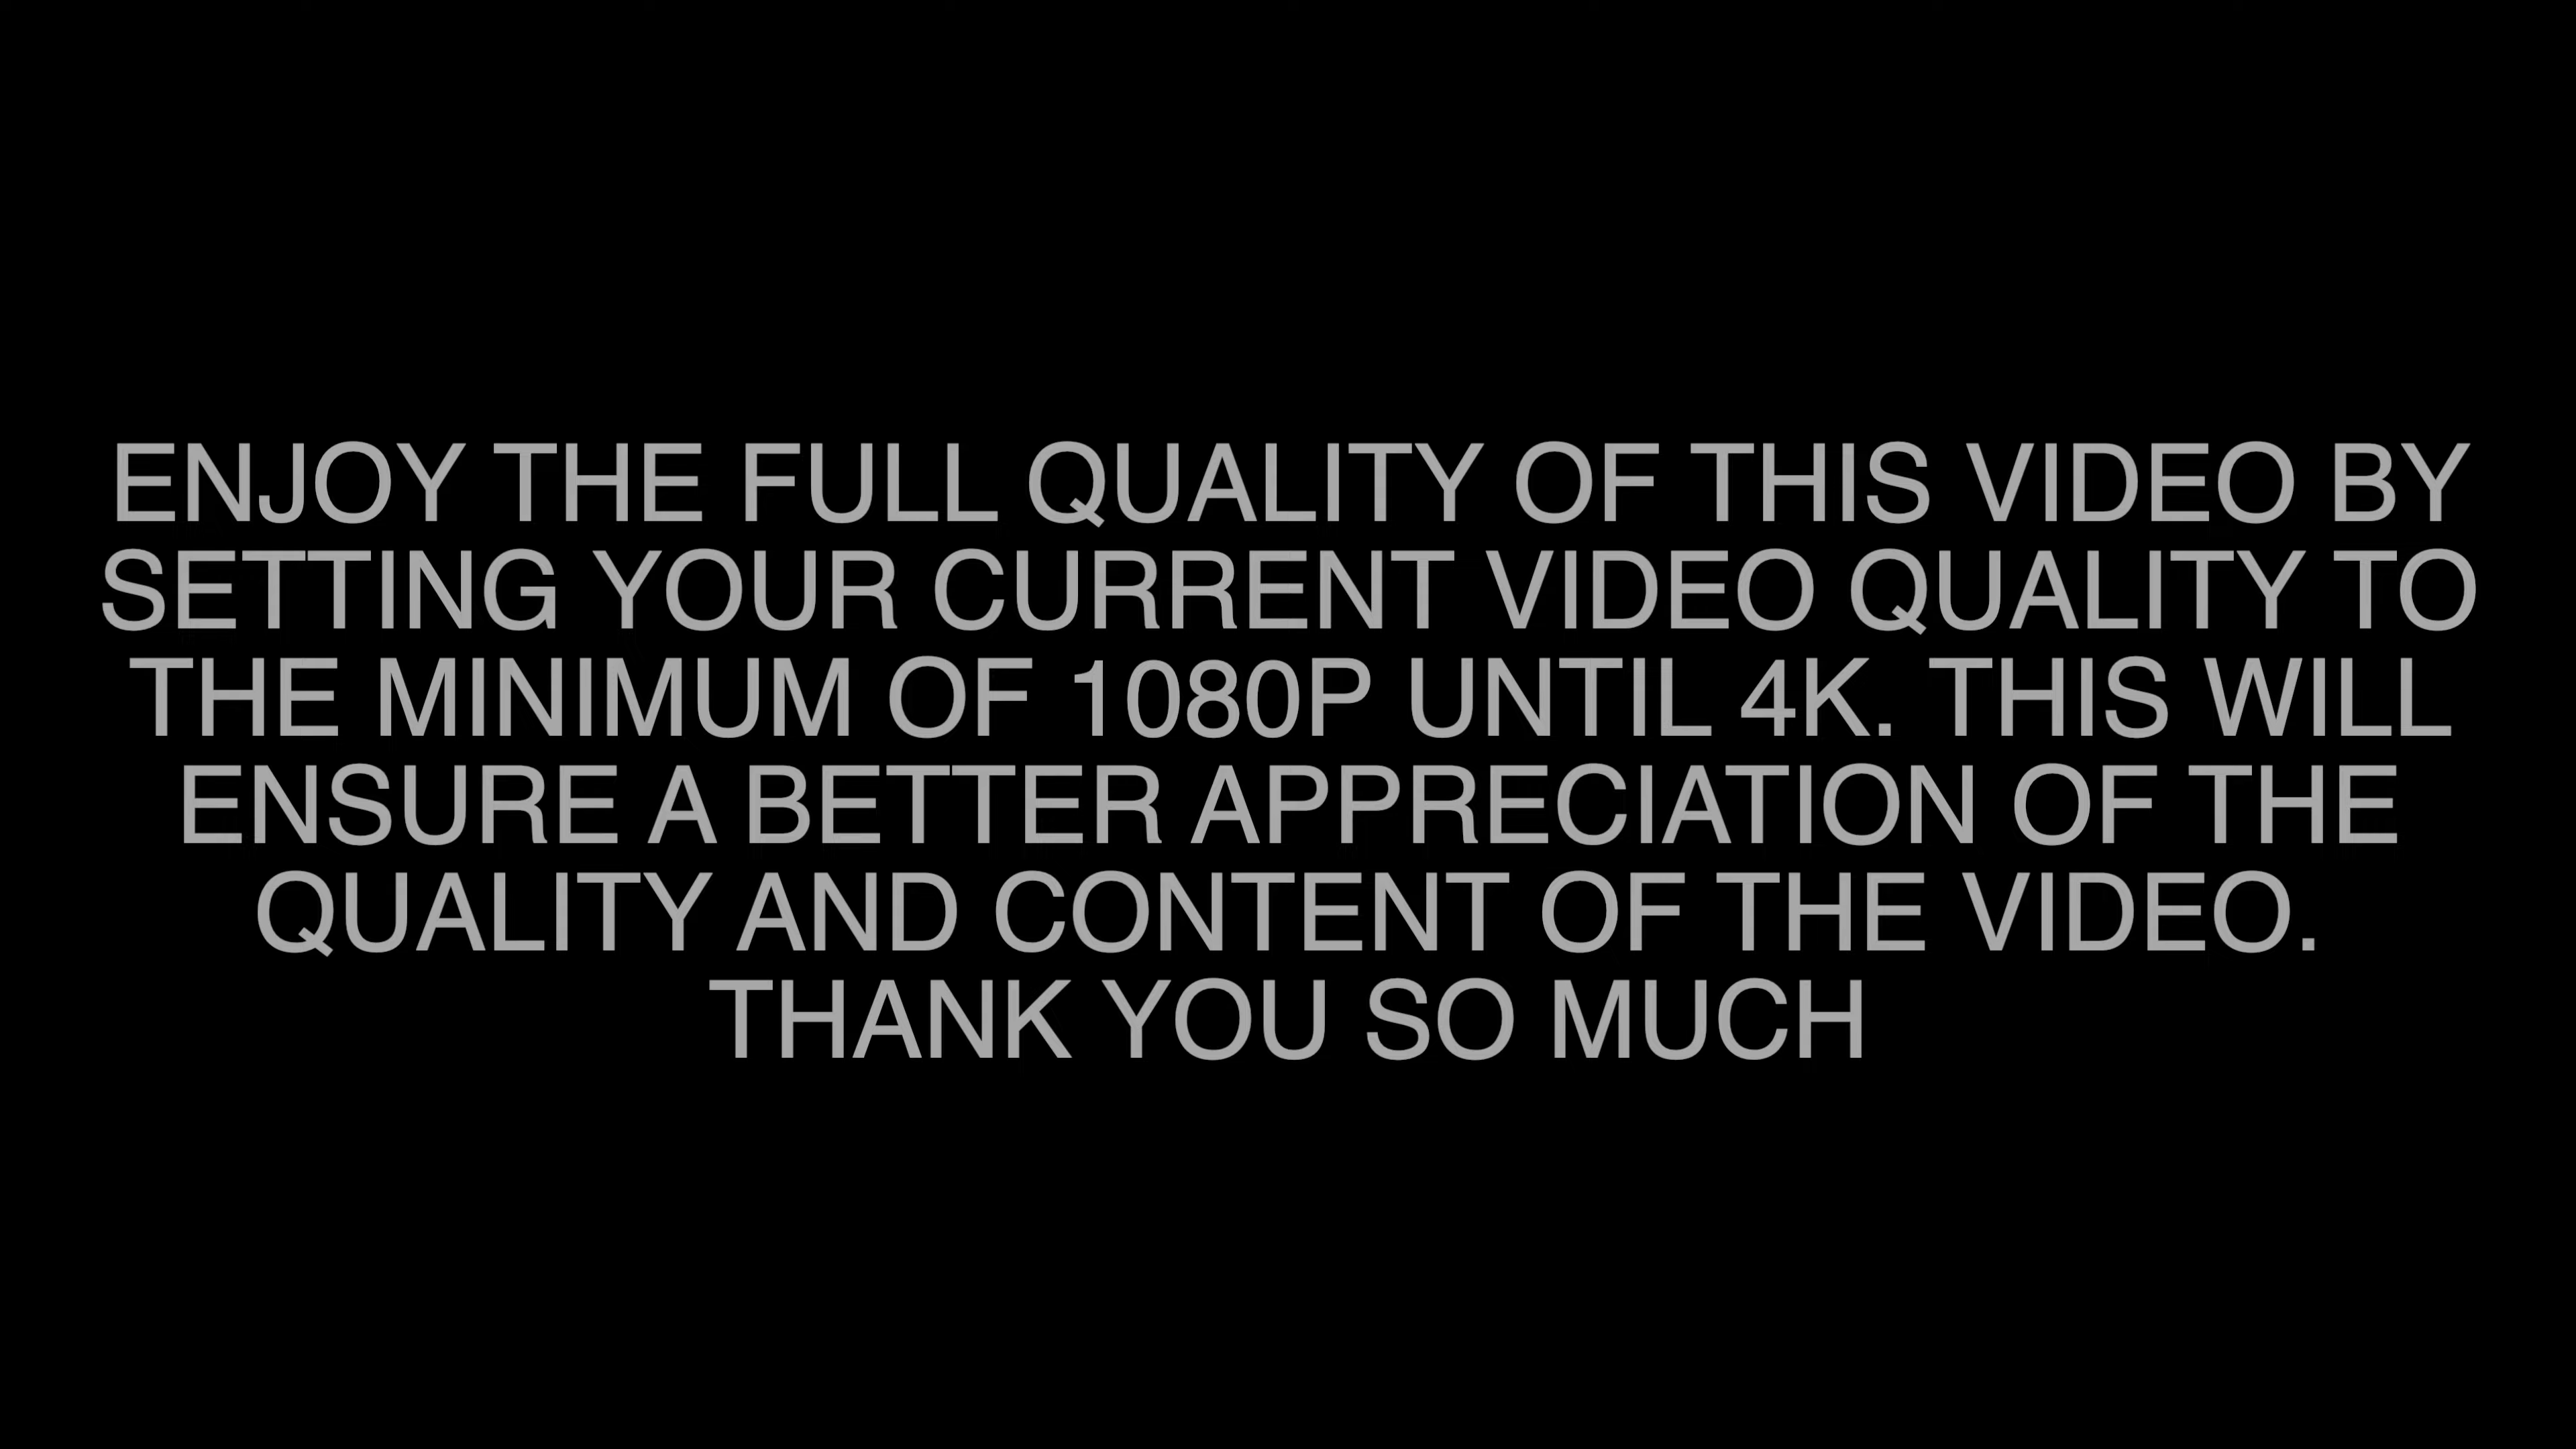 ENJOY THE FULL QUALITY OF THIS VIDEO BY
SETTING YOUR CURRENT VIDEO QUALITY TO
THE MINIMUM OF 1080P UNTIL 4K. THIS WILL
ENSURE A BETTER APPRECIATION OF THE
QUALITY AND CONTENT OF THE VIDEO.
THANK YOU SO MUCH